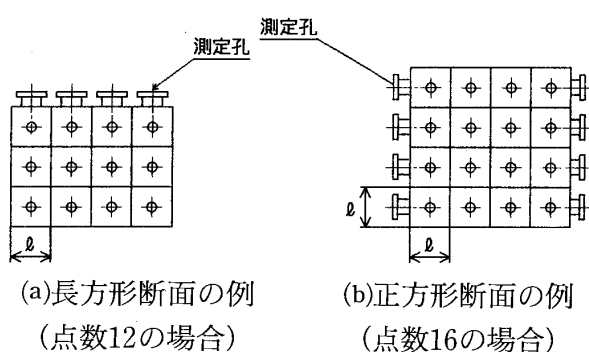 測定孔
測定孔
ℓ
ℓ
ℓ
(a)長方形断面の例
(点数12の場合)
(b)正方形断面の例
(点数16の場合)